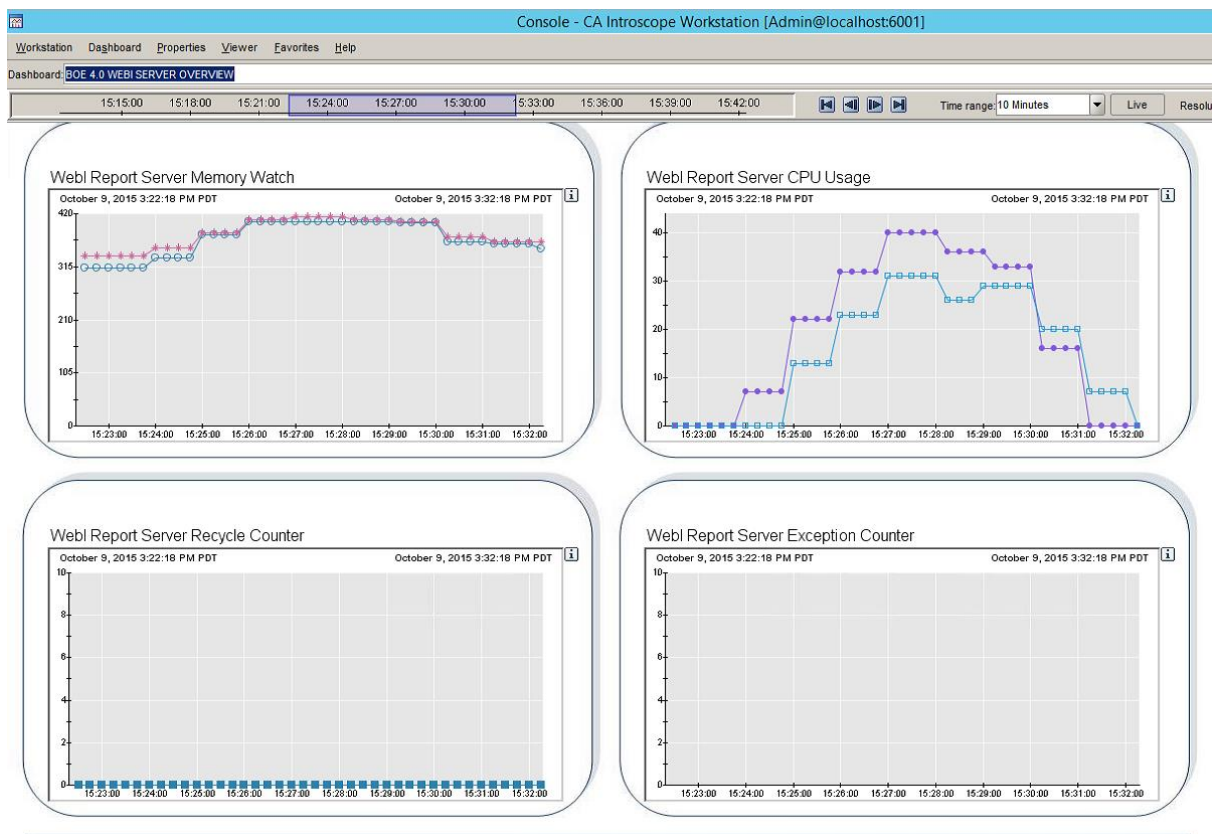 Console - CA Introscope Workstation [Admin@localhost:6001]
Workstation Dashboard Properties Viewer Favorites Help
Dashboard: BOE 4.0 WEBI SERVER OVERVIEW
15:15:00 15:18:00 15:21:00 15:24:00 15:27:00 15:30:00 15:33:00 15:36:00 15:39:00 15:42:00 Time range: 10 Minutes Live Resolu
WebI Report Server Memory Watch
October 9, 2015 3:22:18 PM PDT October 9, 2015 3:32:18 PM PDT i
420
315
210
105
0
15:23:00 15:24:00 15:25:00 15:26:00 15:27:00 15:28:00 15:29:00 15:30:00 15:31:00 15:32:00
WebI Report Server CPU Usage
October 9, 2015 3:22:18 PM PDT October 9, 2015 3:32:18 PM PDT i
40
30
20
10
0
15:23:00 15:24:00 15:25:00 15:26:00 15:27:00 15:28:00 15:29:00 15:30:00 15:31:00 15:32:00
WebI Report Server Recycle Counter
October 9, 2015 3:22:18 PM PDT October 9, 2015 3:32:18 PM PDT i
10
8
6
4
2
0
15:23:00 15:24:00 15:25:00 15:26:00 15:27:00 15:28:00 15:29:00 15:30:00 15:31:00 15:32:00
WebI Report Server Exception Counter
October 9, 2015 3:22:18 PM PDT October 9, 2015 3:32:18 PM PDT i
10
8
6
4
2
0
15:23:00 15:24:00 15:25:00 15:26:00 15:27:00 15:28:00 15:29:00 15:30:00 15:31:00 15:32:00